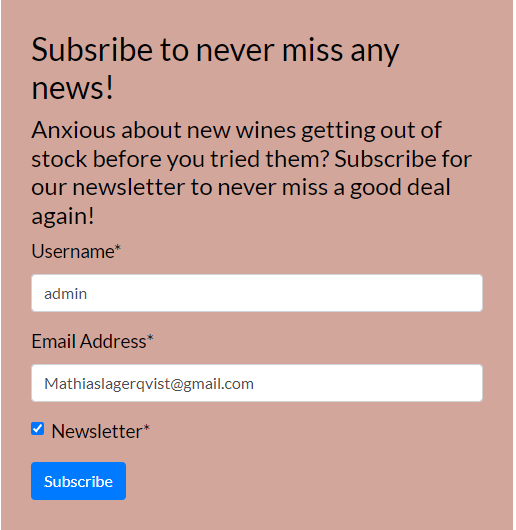 Subsribe to never miss any
news!
Anxious about new wines getting out of
stock before you tried them? Subscribe for
our newsletter to never miss a good deal
again!
Username*
admin
Email Address*
Mathiaslagerqvist@gmail.com
Newsletter*
Subscribe